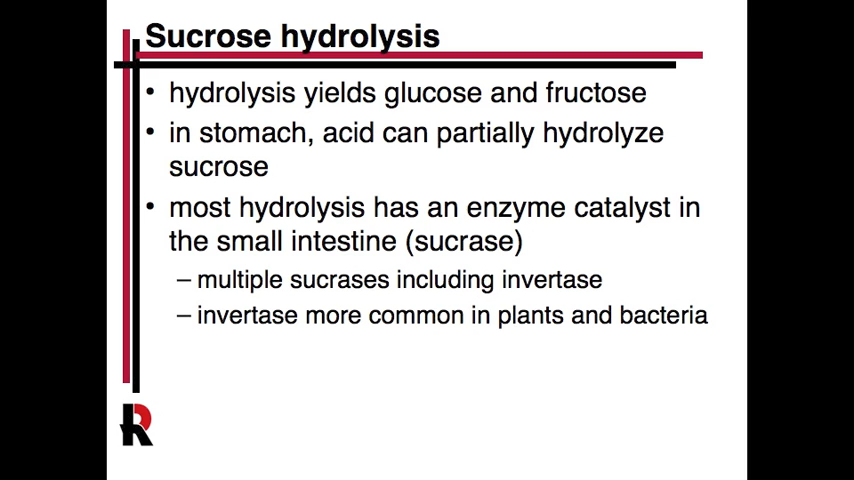 Sucrose hydrolysis
• hydrolysis yields glucose and fructose
• in stomach, acid can partially hydrolyze
sucrose
• most hydrolysis has an enzyme catalyst in
the small intestine (sucrase)
– multiple sucrases including invertase
– invertase more common in plants and bacteria
R